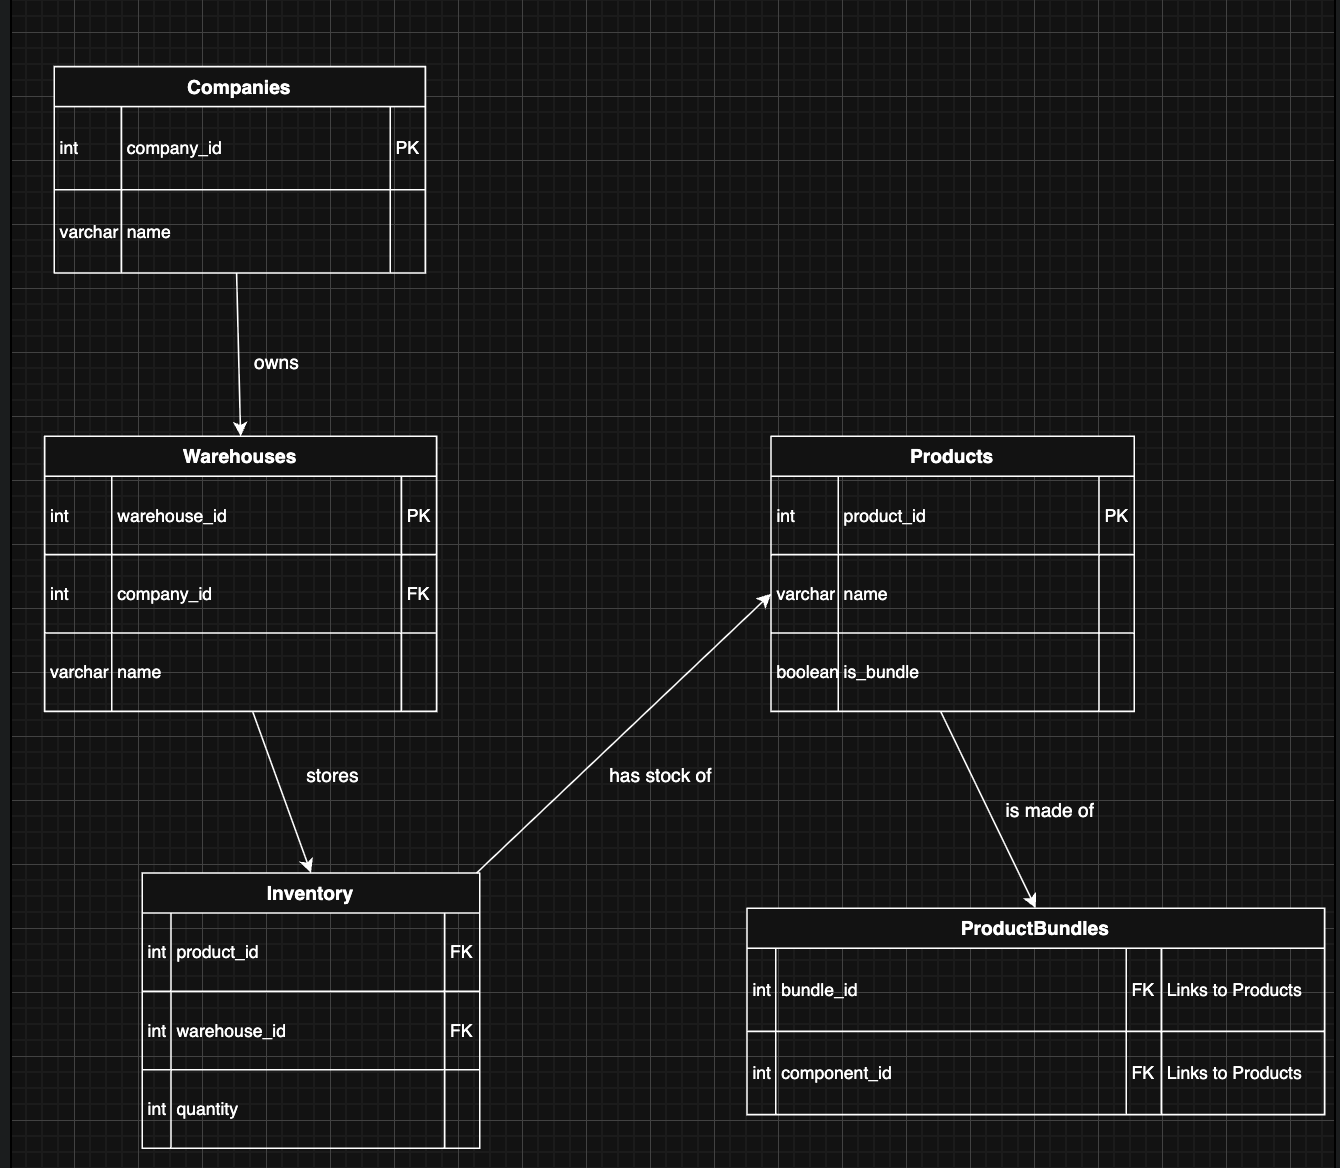 Companies
int company_id PK
varchar name
owns
Warehouses
int warehouse_id PK
int company_id FK
varchar name
Products
int product_id PK
varchar name
boolean is_bundle
stores
has stock of
is made of
Inventory
int product_id FK
int warehouse_id FK
int quantity
ProductBundles
int bundle_id FK Links to Products
int component_id FK Links to Products